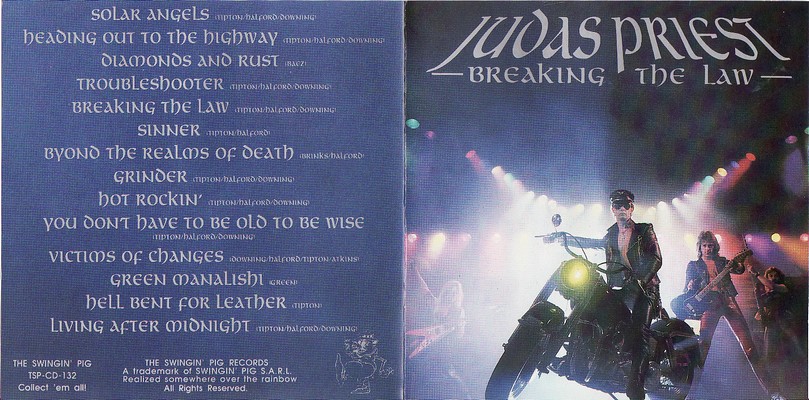 SOLAR ANGELS (TIPTON/HALFORD/DOWNING)
HEADING OUT TO THE HIGHWAY (TIPTON/HALFORD/DOWNING)
DIAMONDS AND RUST (BAEZ)
TROUBLESHOOTER (TIPTON/HALFORD/DOWNING)
BREAKING THE LAW (TIPTON/HALFORD/DOWNING)
SINNER (TIPTON/HALFORD)
BYOND THE REALMS OF DEATH (BRINKS/HALFORD)
GRINDER (TIPTON/HALFORD/DOWNING)
HOT ROCKIN' (TIPTON/HALFORD/DOWNING)
YOU DON'T HAVE TO BE OLD TO BE WISE
(TIPTON/HALFORD/DOWNING)
VICTIMS OF CHANGES (DOWNING/HALFORD/TIPTON/ATKINS)
GREEN MANALISHI (GREEN)
HELL BENT FOR LEATHER (TIPTON)
LIVING AFTER MIDNIGHT (TIPTON/HALFORD/DOWNING)
THE SWINGIN' PIG
TSP-CD-132
Collect 'em all!
THE SWINGIN' PIG RECORDS
A trademark of SWINGIN' PIG S.A.R.L.
Realized somewhere over the rainbow
All Rights Reserved.
JUDAS PRIEST
BREAKING THE LAW